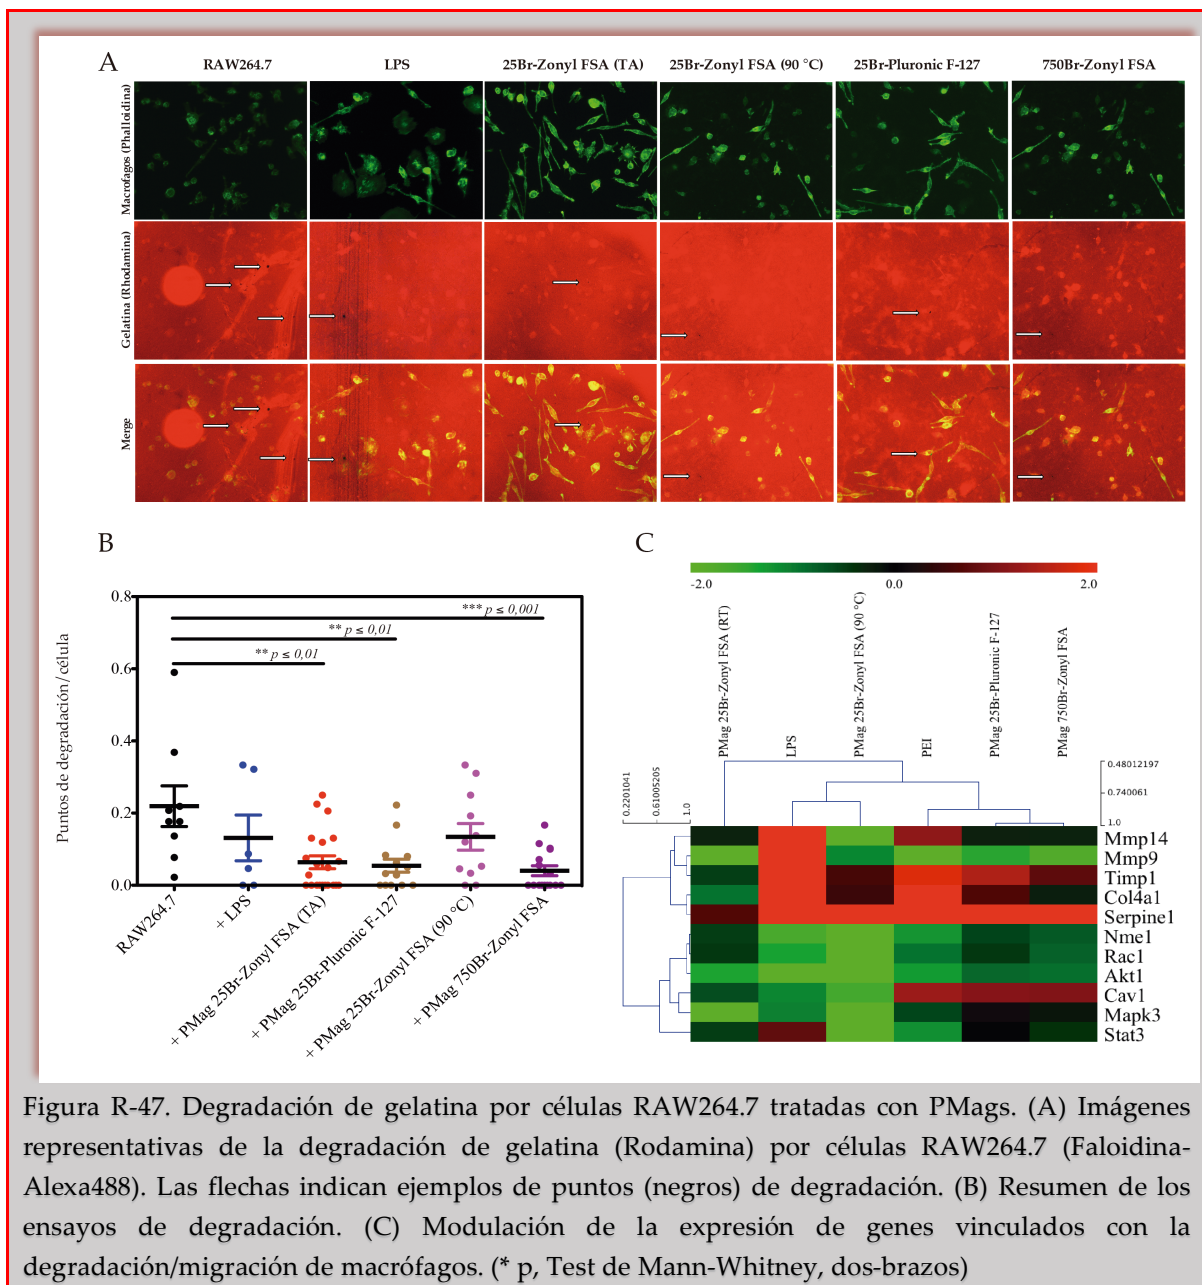 A
RAW264.7
LPS
25Br-Zonyl FSA (TA)
25Br-Zonyl FSA (90 °C)
25Br-Pluronic F-127
750Br-Zonyl FSA
Macrofagos (Phalloidina)
Gelatina (Rhodamina)
Merge
B
Puntos de degradación/célula
0.8
0.6
0.4
0.2
0.0
*** p ≤ 0,001
** p ≤ 0,01
** p ≤ 0,01
RAW264.7
+ LPS
+ PMag 25Br-Zonyl FSA (TA)
+ PMag 25Br-Pluronic F-127
+ PMag 25Br-Zonyl FSA (90 °C)
+ PMag 750Br-Zonyl FSA
C
-2.0
0.0
2.0
PMag 25Br-Zonyl FSA (RT)
LPS
PMag 25Br-Zonyl FSA (90 °C)
PEI
PMag 25Br-Pluronic F-127
PMag 750Br-Zonyl FSA
0.48012197
0.740061
1.0
0.2201041
0.61005205
1.0
Mmp14
Mmp9
Timp1
Col4a1
Serpine1
Nme1
Rac1
Akt1
Cav1
Mapk3
Stat3
Figura R-47. Degradación de gelatina por células RAW264.7 tratadas con PMags. (A) Imágenes
representativas de la degradación de gelatina (Rodamina) por células RAW264.7 (Faloidina-
Alexa488). Las flechas indican ejemplos de puntos (negros) de degradación. (B) Resumen de los
ensayos de degradación. (C) Modulación de la expresión de genes vinculados con la
degradación/migración de macrófagos. (* p, Test de Mann-Whitney, dos-brazos)